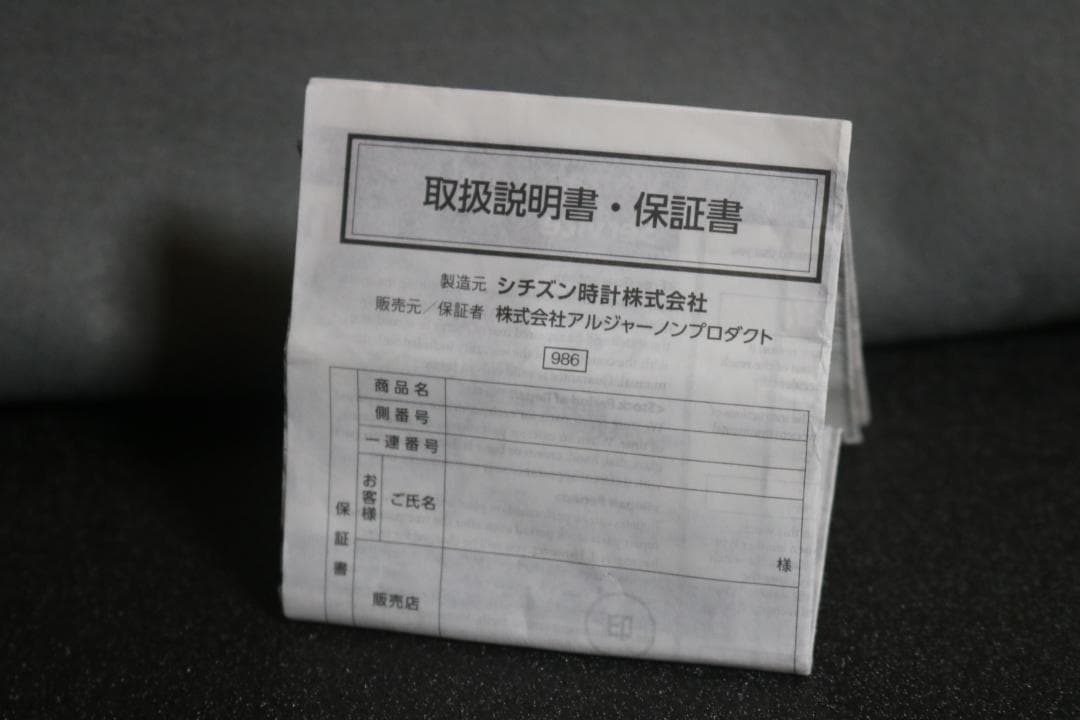 取扱説明書・保証書
製造元 シチズン時計株式会社
販売元／保証者 株式会社アルジャーノンプロダクト
986
保証書
商品名
側番号
一連番号
お客様
ご氏名
様
販売店
印